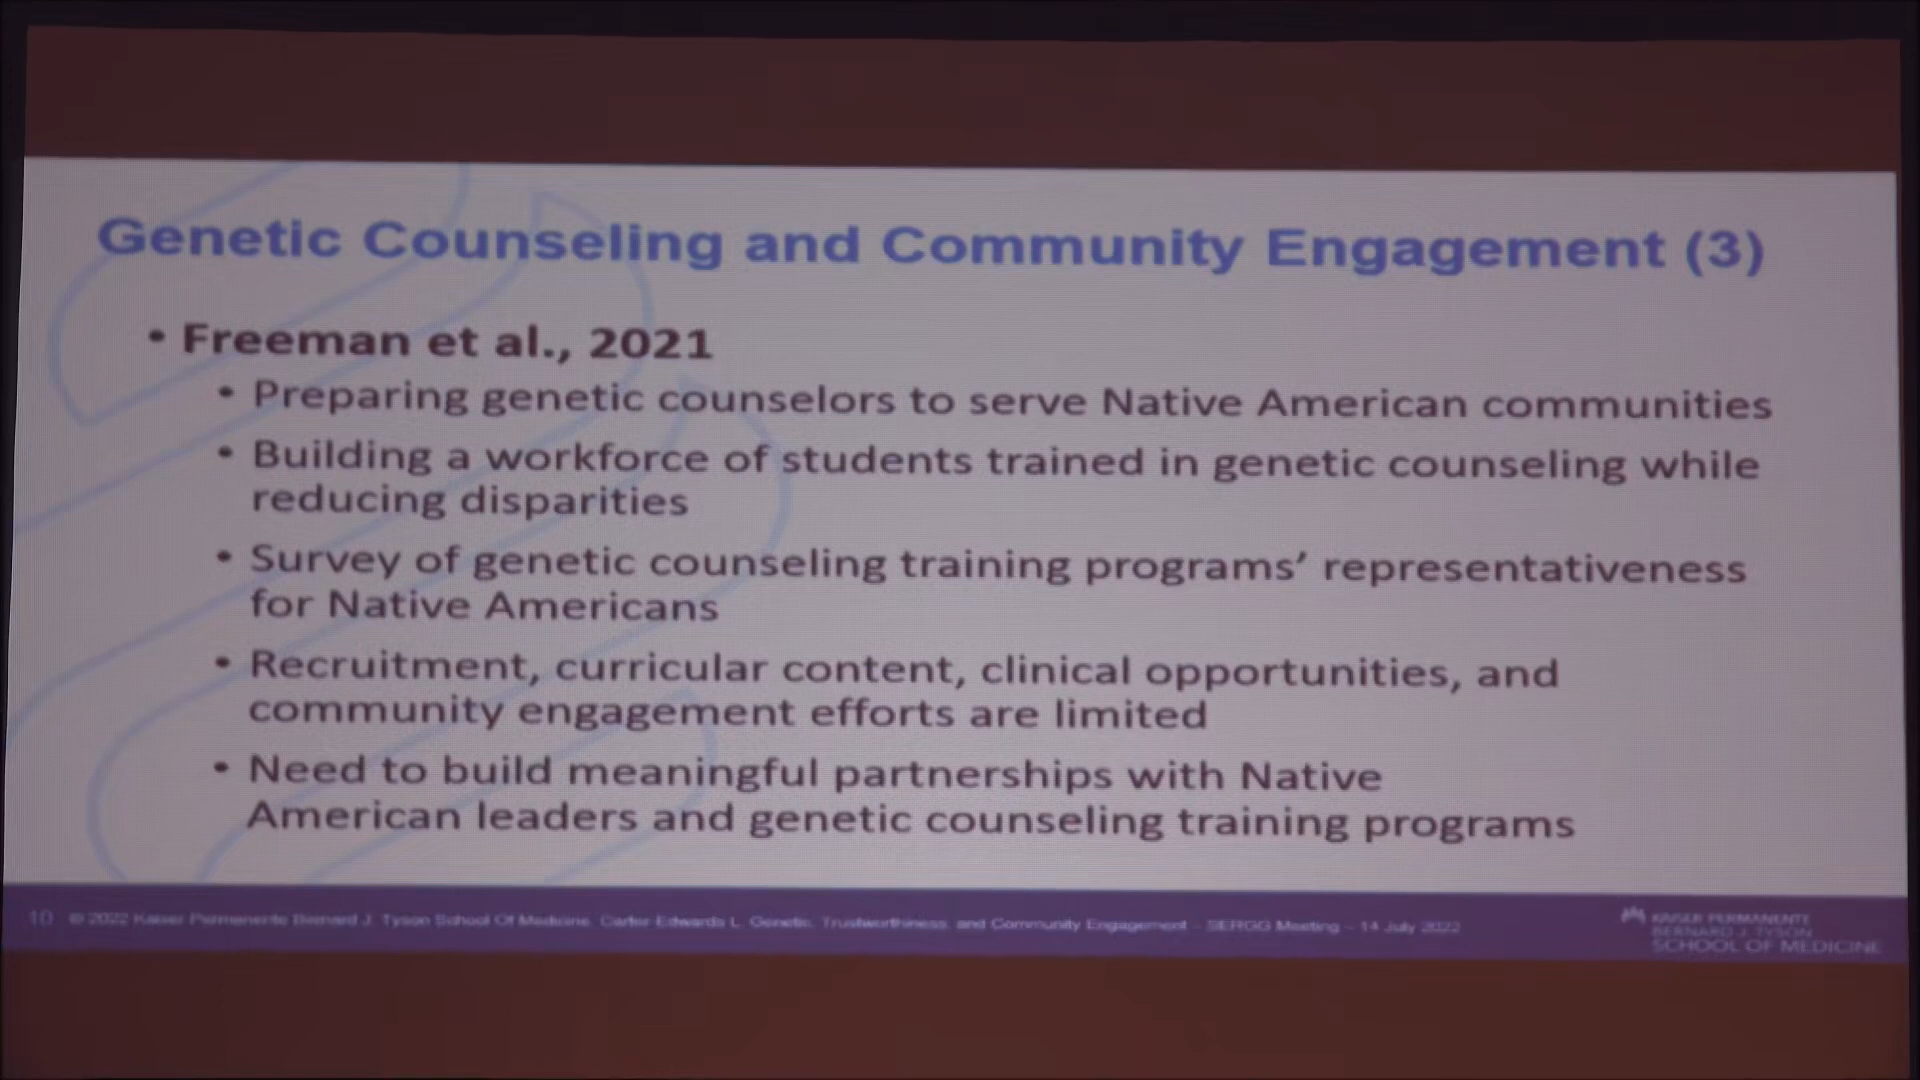 Genetic Counseling and Community Engagement (3)
• Freeman et al., 2021
• Preparing genetic counselors to serve Native American communities
• Building a workforce of students trained in genetic counseling while
reducing disparities
• Survey of genetic counseling training programs’ representativeness
for Native Americans
• Recruitment, curricular content, clinical opportunities, and
community engagement efforts are limited
• Need to build meaningful partnerships with Native
American leaders and genetic counseling training programs
10 © 2022 Kaiser Permanente Bernard J. Tyson School Of Medicine. Carter Edwards L. Genetic, Trustworthiness, and Community Engagement – SERGG Meeting – 14 July 2022
KAISER PERMANENTE
BERNARD J. TYSON
SCHOOL OF MEDICINE